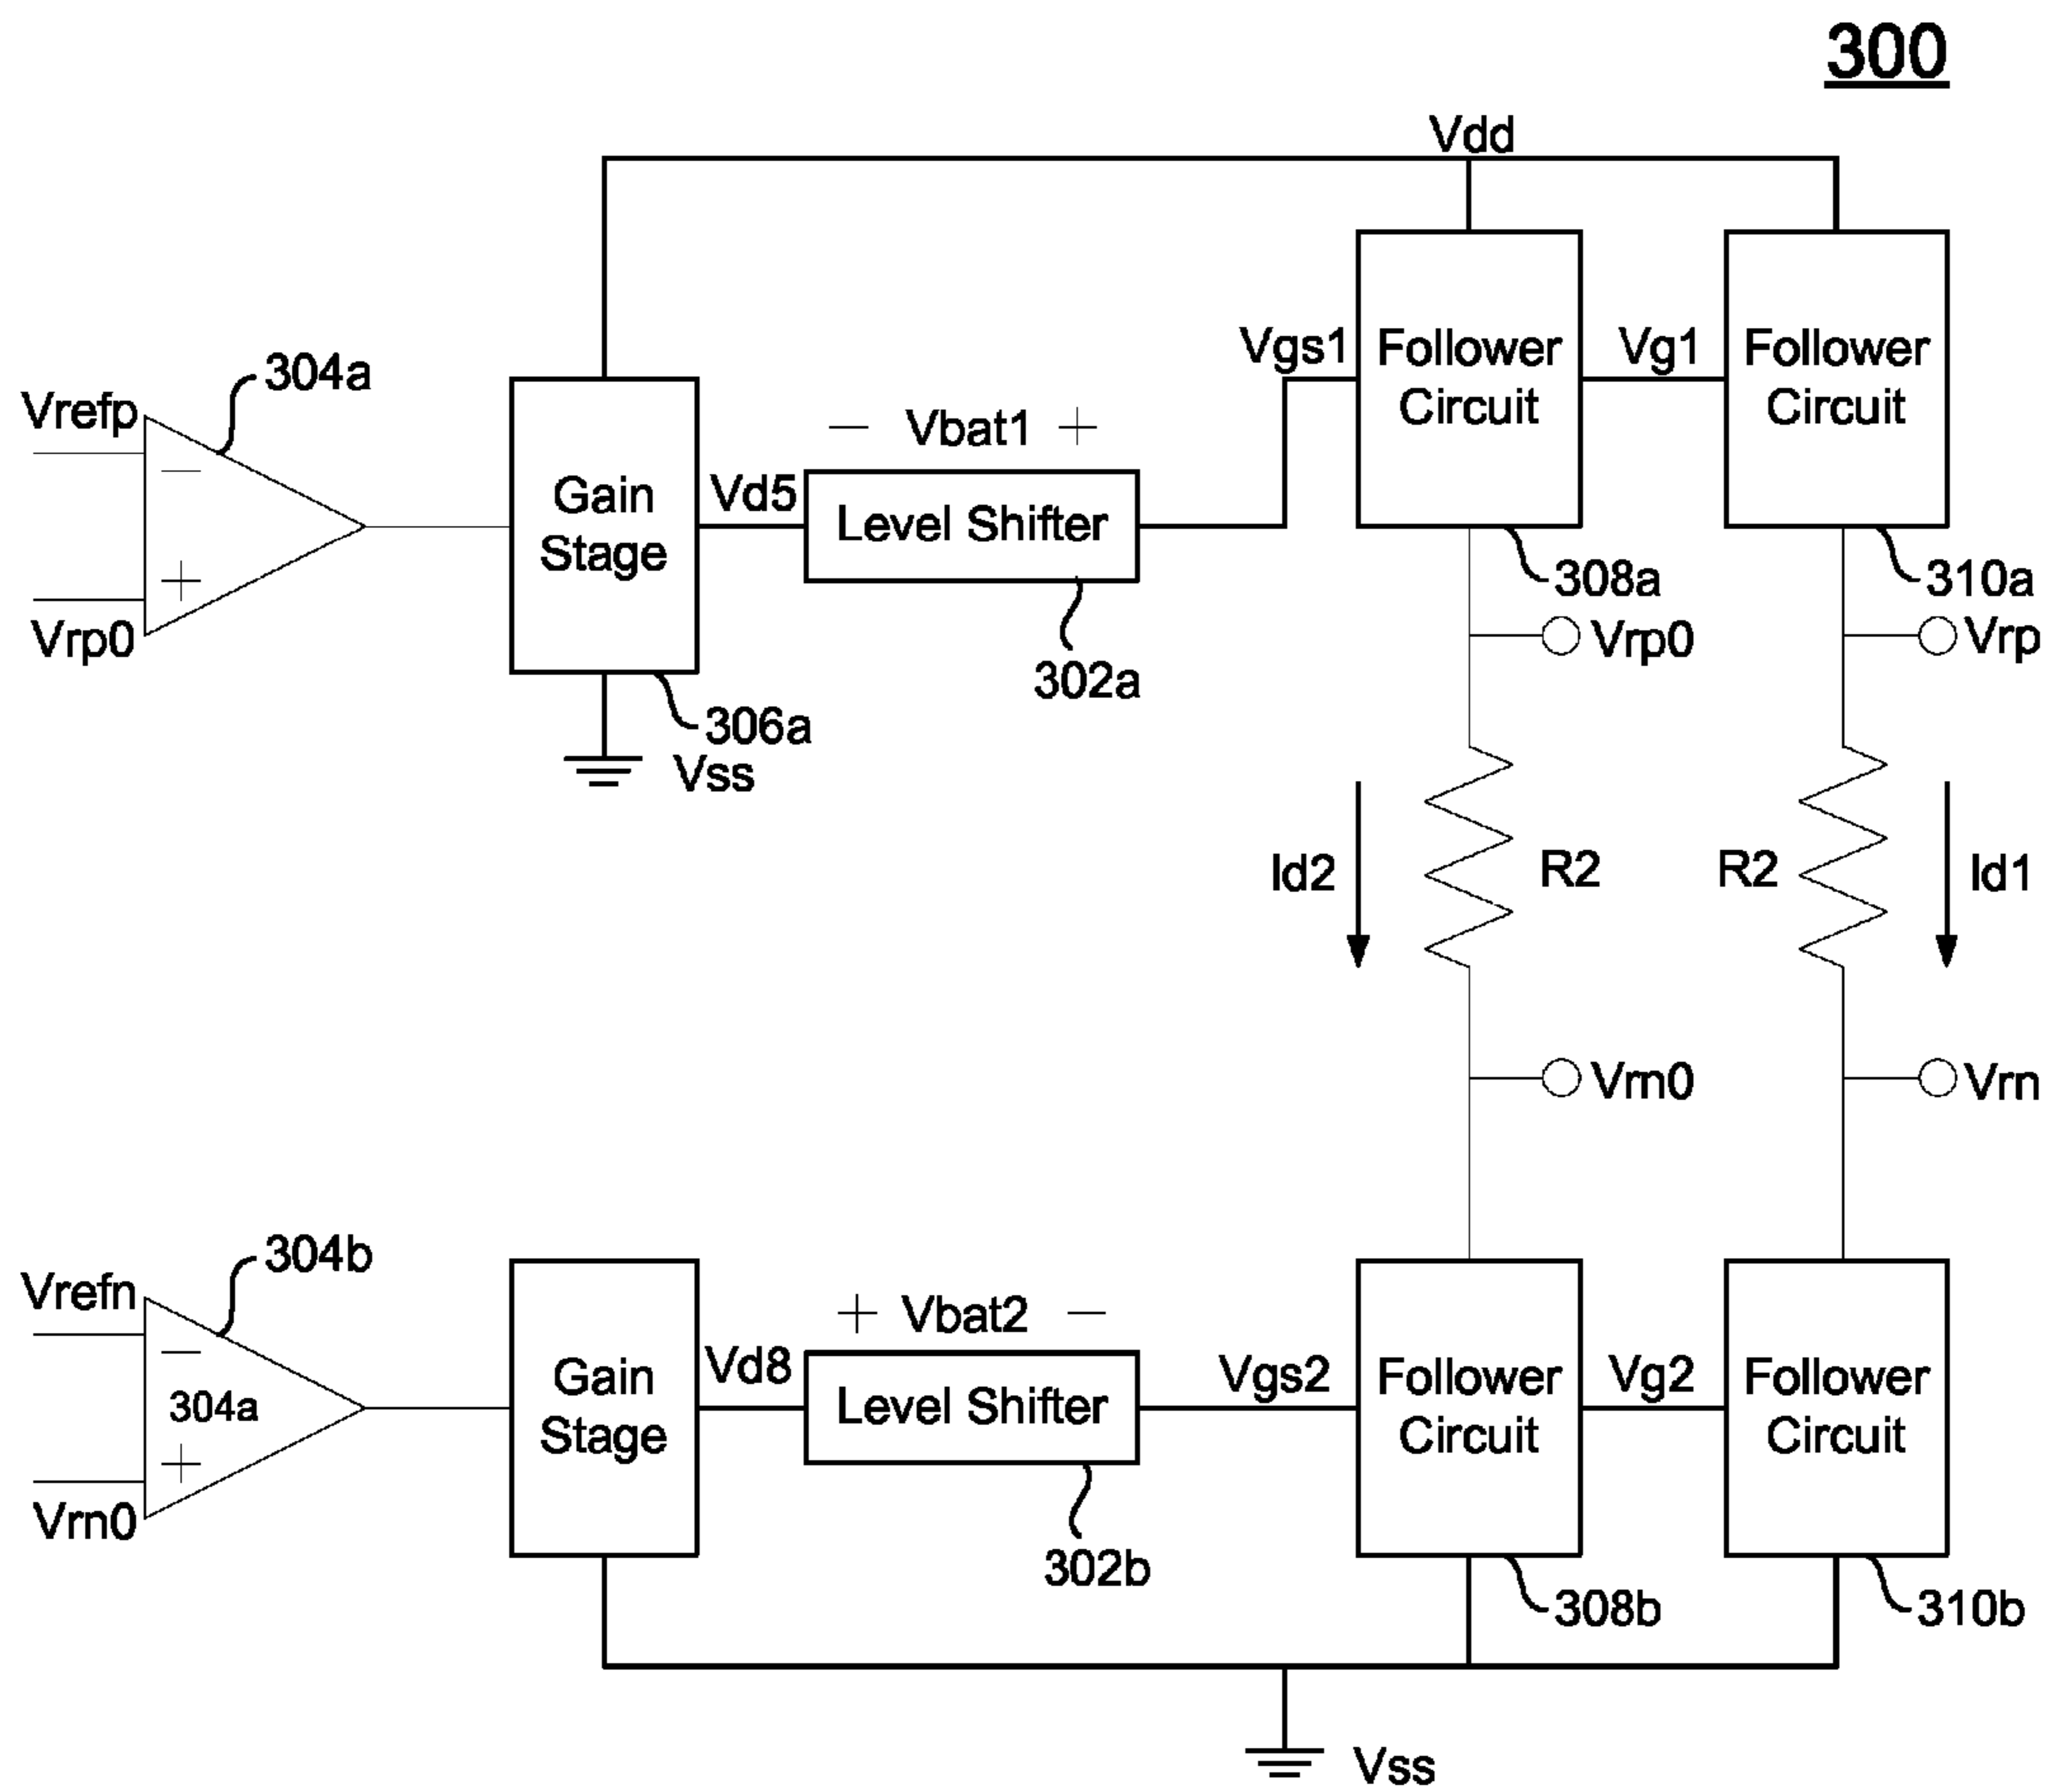 300
Vdd
304a
Vrefp
−
+
Vrp0
Gain
Stage
306a
Vss
Vd5
− Vbat1 +
Level Shifter
302a
Vgs1
Follower
Circuit
308a
Vg1
Follower
Circuit
310a
Vrp0
Vrp
Id2
R2
R2
Id1
Vrn0
Vrn
304b
Vrefn
−
304a
+
Vrn0
Gain
Stage
Vd8
+ Vbat2 −
Level Shifter
302b
Vgs2
Follower
Circuit
308b
Vg2
Follower
Circuit
310b
Vss